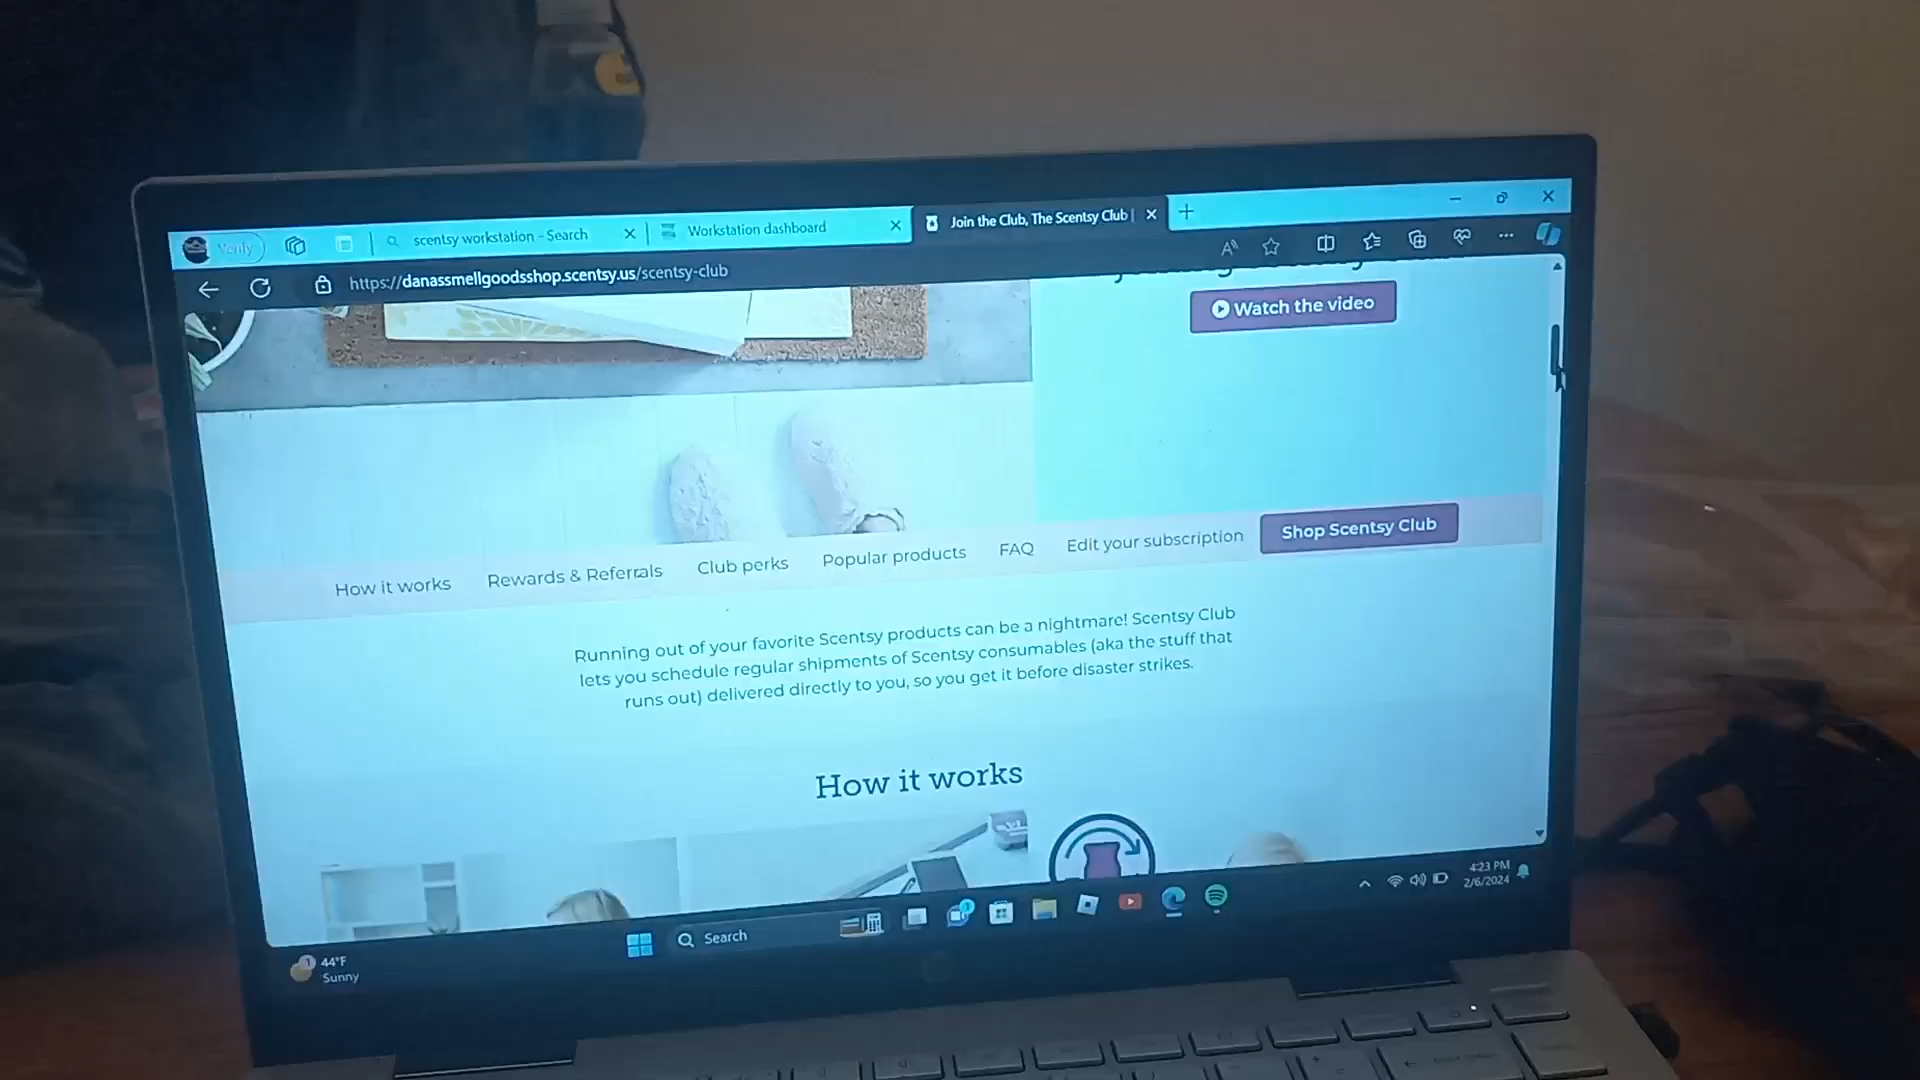 Verify
scentsy workstation - Search
Workstation dashboard
Join the Club, The Scentsy Club |
https://danassmellgoodsshop.scentsy.us/scentsy-club
Watch the video
How it works
Rewards & Referrals
Club perks
Popular products
FAQ
Edit your subscription
Shop Scentsy Club
Running out of your favorite Scentsy products can be a nightmare! Scentsy Club
lets you schedule regular shipments of Scentsy consumables (aka the stuff that
runs out) delivered directly to you, so you get it before disaster strikes.
How it works
1
44°F
Sunny
Search
4:23 PM
2/6/2024